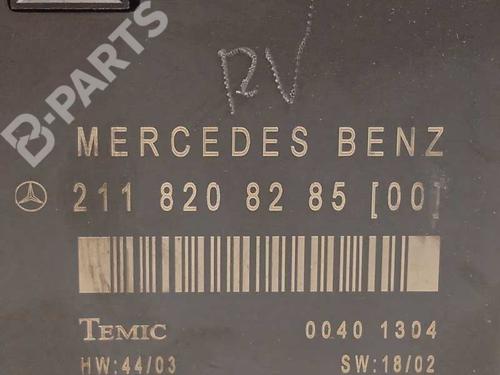 RV
B-PARTS
MERCEDES BENZ
211 820 82 85 [00]
TEMIC 0040 1304
HW:44/03 SW:18/02